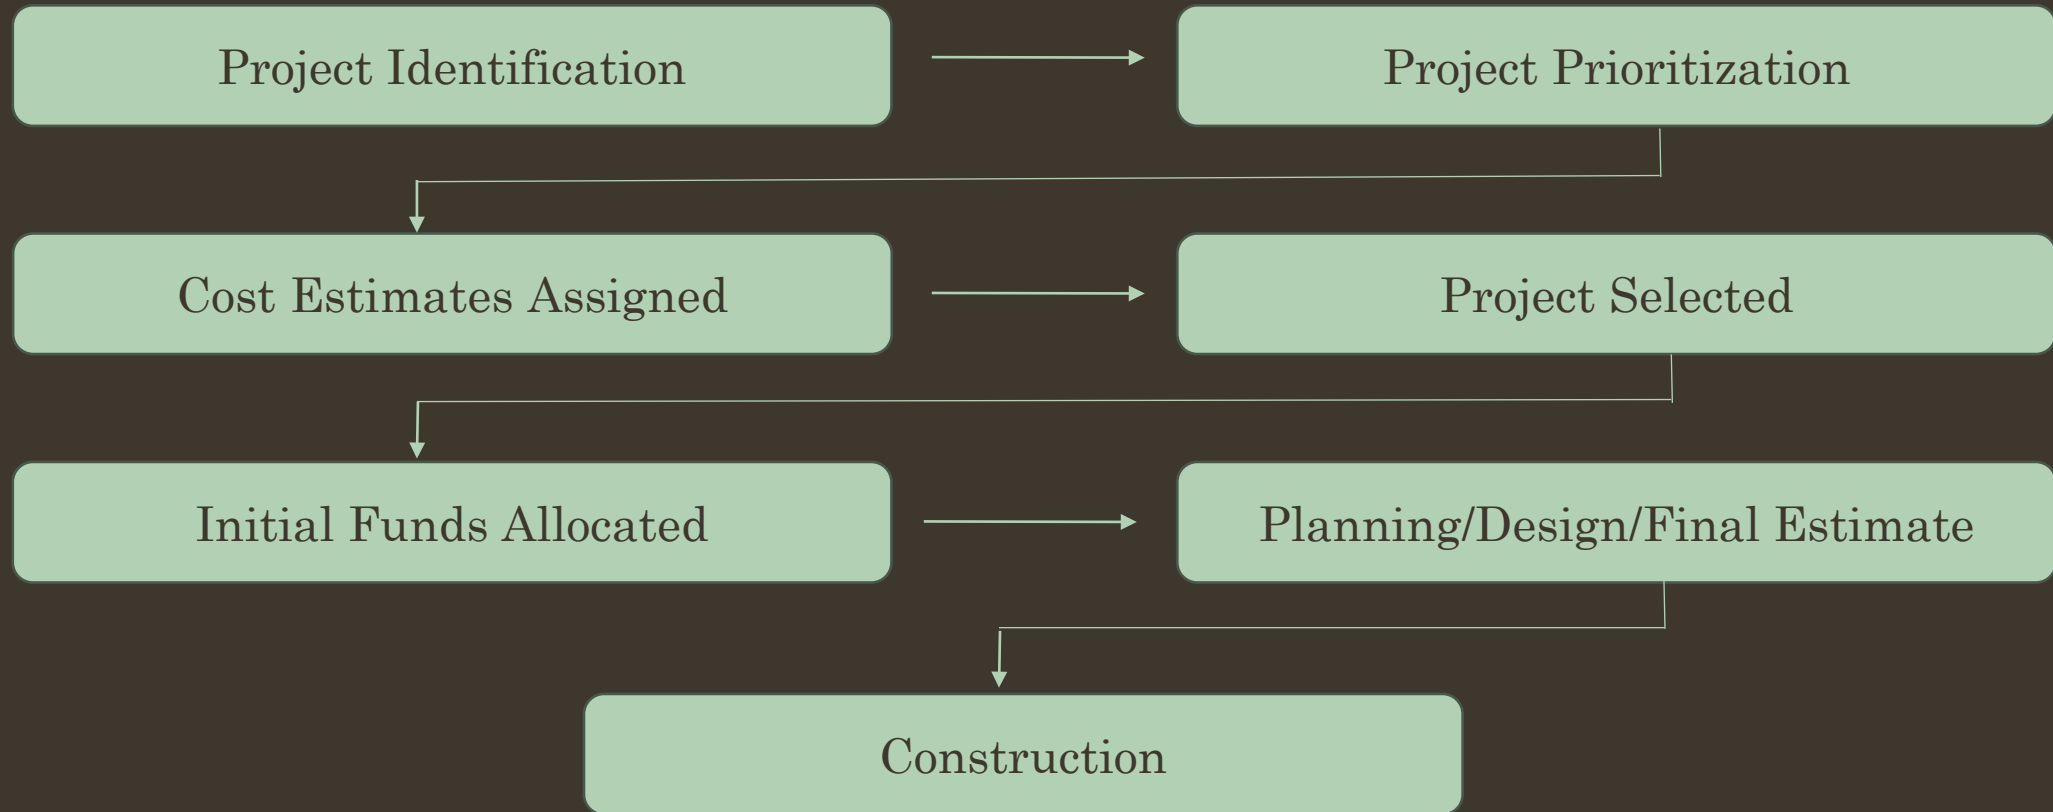 Project Identification
Project Prioritization
Cost Estimates Assigned
Project Selected
Initial Funds Allocated
Planning/Design/Final Estimate
Construction